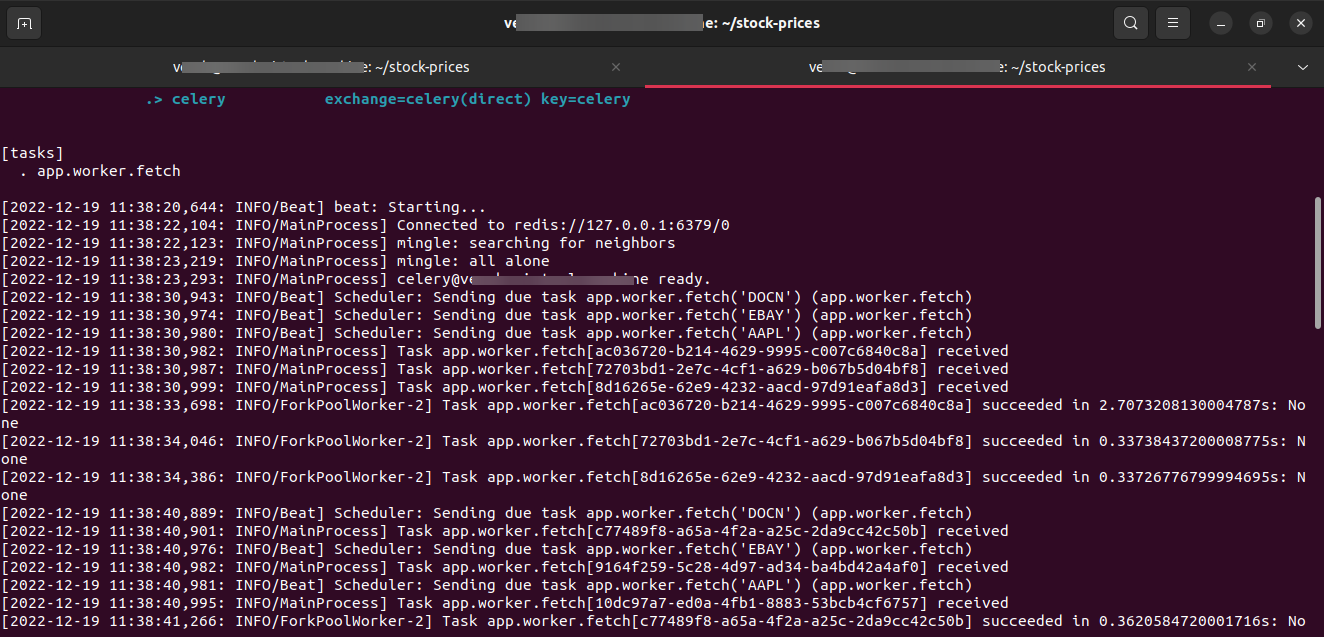 ve e: ~/stock-prices
ve e: ~/stock-prices
ve e: ~/stock-prices
.> celery exchange=celery(direct) key=celery
[tasks]
. app.worker.fetch
[2022-12-19 11:38:20,644: INFO/Beat] beat: Starting...
[2022-12-19 11:38:22,104: INFO/MainProcess] Connected to redis://127.0.0.1:6379/0
[2022-12-19 11:38:22,123: INFO/MainProcess] mingle: searching for neighbors
[2022-12-19 11:38:23,219: INFO/MainProcess] mingle: all alone
[2022-12-19 11:38:23,293: INFO/MainProcess] celery@ve ne ready.
[2022-12-19 11:38:30,943: INFO/Beat] Scheduler: Sending due task app.worker.fetch('DOCN') (app.worker.fetch)
[2022-12-19 11:38:30,974: INFO/Beat] Scheduler: Sending due task app.worker.fetch('EBAY') (app.worker.fetch)
[2022-12-19 11:38:30,980: INFO/Beat] Scheduler: Sending due task app.worker.fetch('AAPL') (app.worker.fetch)
[2022-12-19 11:38:30,982: INFO/MainProcess] Task app.worker.fetch[ac036720-b214-4629-9995-c007c6840c8a] received
[2022-12-19 11:38:30,987: INFO/MainProcess] Task app.worker.fetch[72703bd1-2e7c-4cf1-a629-b067b5d04bf8] received
[2022-12-19 11:38:30,999: INFO/MainProcess] Task app.worker.fetch[8d16265e-62e9-4232-aacd-97d91eafa8d3] received
[2022-12-19 11:38:33,698: INFO/ForkPoolWorker-2] Task app.worker.fetch[ac036720-b214-4629-9995-c007c6840c8a] succeeded in 2.7073208130004787s: No
ne
[2022-12-19 11:38:34,046: INFO/ForkPoolWorker-2] Task app.worker.fetch[72703bd1-2e7c-4cf1-a629-b067b5d04bf8] succeeded in 0.33738437200008775s: N
one
[2022-12-19 11:38:34,386: INFO/ForkPoolWorker-2] Task app.worker.fetch[8d16265e-62e9-4232-aacd-97d91eafa8d3] succeeded in 0.33726776799994695s: N
one
[2022-12-19 11:38:40,889: INFO/Beat] Scheduler: Sending due task app.worker.fetch('DOCN') (app.worker.fetch)
[2022-12-19 11:38:40,901: INFO/MainProcess] Task app.worker.fetch[c77489f8-a65a-4f2a-a25c-2da9cc42c50b] received
[2022-12-19 11:38:40,976: INFO/Beat] Scheduler: Sending due task app.worker.fetch('EBAY') (app.worker.fetch)
[2022-12-19 11:38:40,982: INFO/MainProcess] Task app.worker.fetch[9164f259-5c28-4d97-ad34-ba4bd42a4af0] received
[2022-12-19 11:38:40,981: INFO/Beat] Scheduler: Sending due task app.worker.fetch('AAPL') (app.worker.fetch)
[2022-12-19 11:38:40,995: INFO/MainProcess] Task app.worker.fetch[10dc97a7-ed0a-4fb1-8883-53bcb4cf6757] received
[2022-12-19 11:38:41,266: INFO/ForkPoolWorker-2] Task app.worker.fetch[c77489f8-a65a-4f2a-a25c-2da9cc42c50b] succeeded in 0.3620584720001716s: No